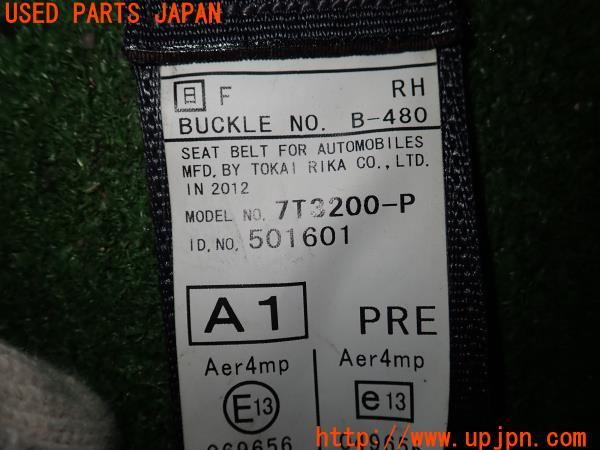 USED PARTS JAPAN
日 F RH
BUCKLE NO. B-480
SEAT BELT FOR AUTOMOBILES
MFD. BY TOKAI RIKA CO., LTD.
IN 2012
MODEL NO. 7T3200-P
ID. NO. 501601
A1 PRE
Aer4mp Aer4mp
E13 e13
http://www.upjpn.com/